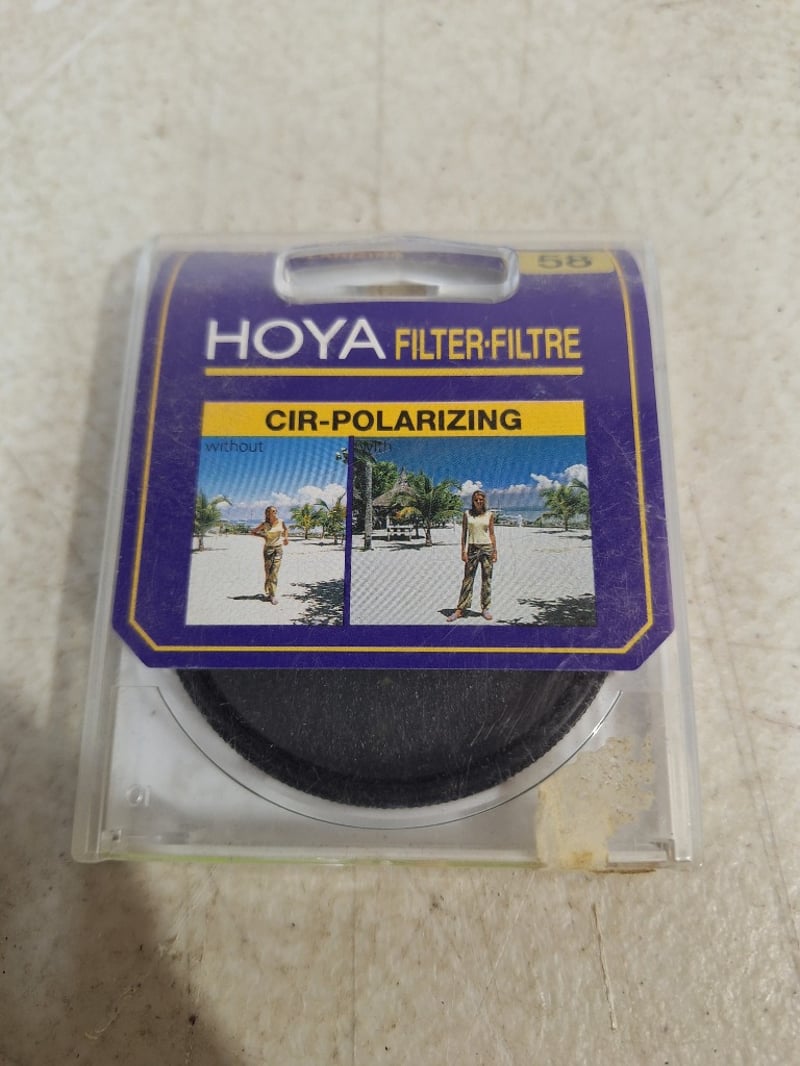 58
HOYA FILTER·FILTRE
CIR-POLARIZING
without with